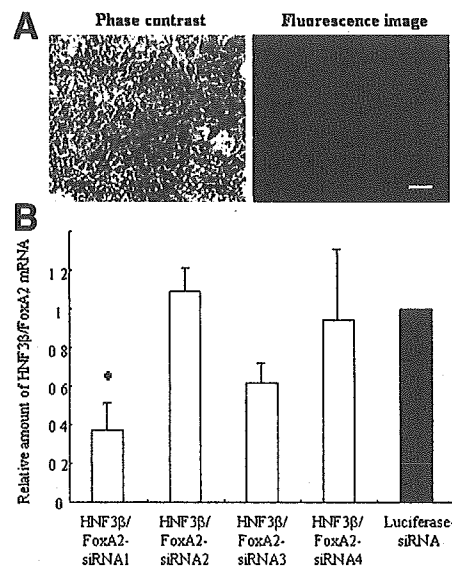 A
Phase contrast
Fluorescence image
B
Relative amount of HNF3β/FoxA2 mRNA
1 2
1
0 8
0 6
0 4
0 2
0
*
HNF3β/
FoxA2-
siRNA1
HNF3β/
FoxA2-
siRNA2
HNF3β/
FoxA2-
siRNA3
HNF3β/
FoxA2-
siRNA4
Luciferase-
siRNA